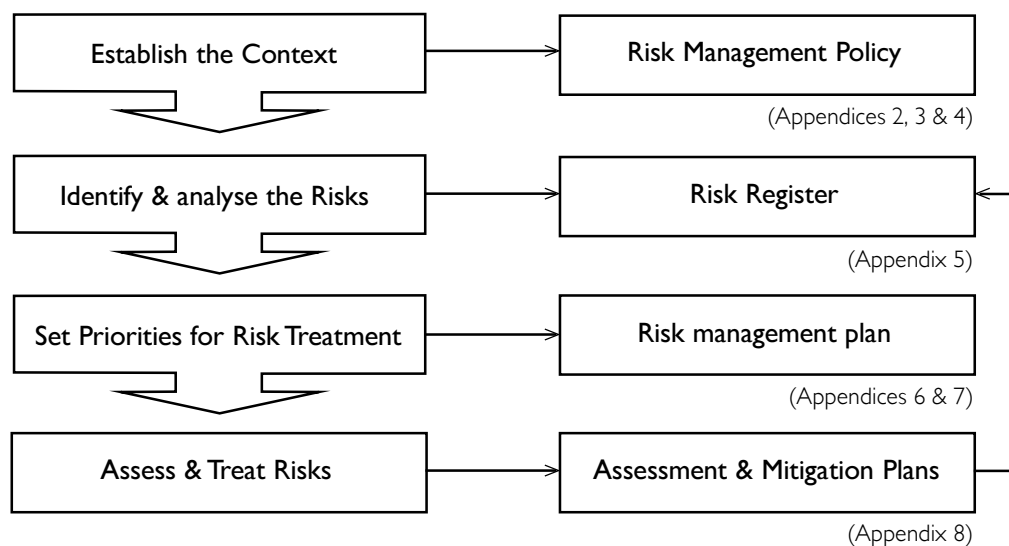 Establish the Context
Risk Management Policy
(Appendices 2, 3 & 4)
Identify & analyse the Risks
Risk Register
(Appendix 5)
Set Priorities for Risk Treatment
Risk management plan
(Appendices 6 & 7)
Assess & Treat Risks
Assessment & Mitigation Plans
(Appendix 8)